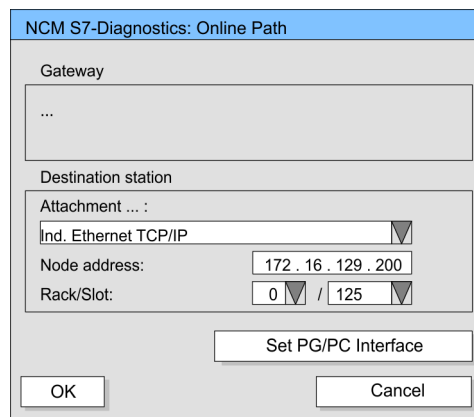 NCM S7-Diagnostics: Online Path
Gateway
...
Destination station
Attachment ... :
Ind. Ethernet TCP/IP
Node address: 172 . 16 . 129 . 200
Rack/Slot: 0 / 125
Set PG/PC Interface
OK Cancel